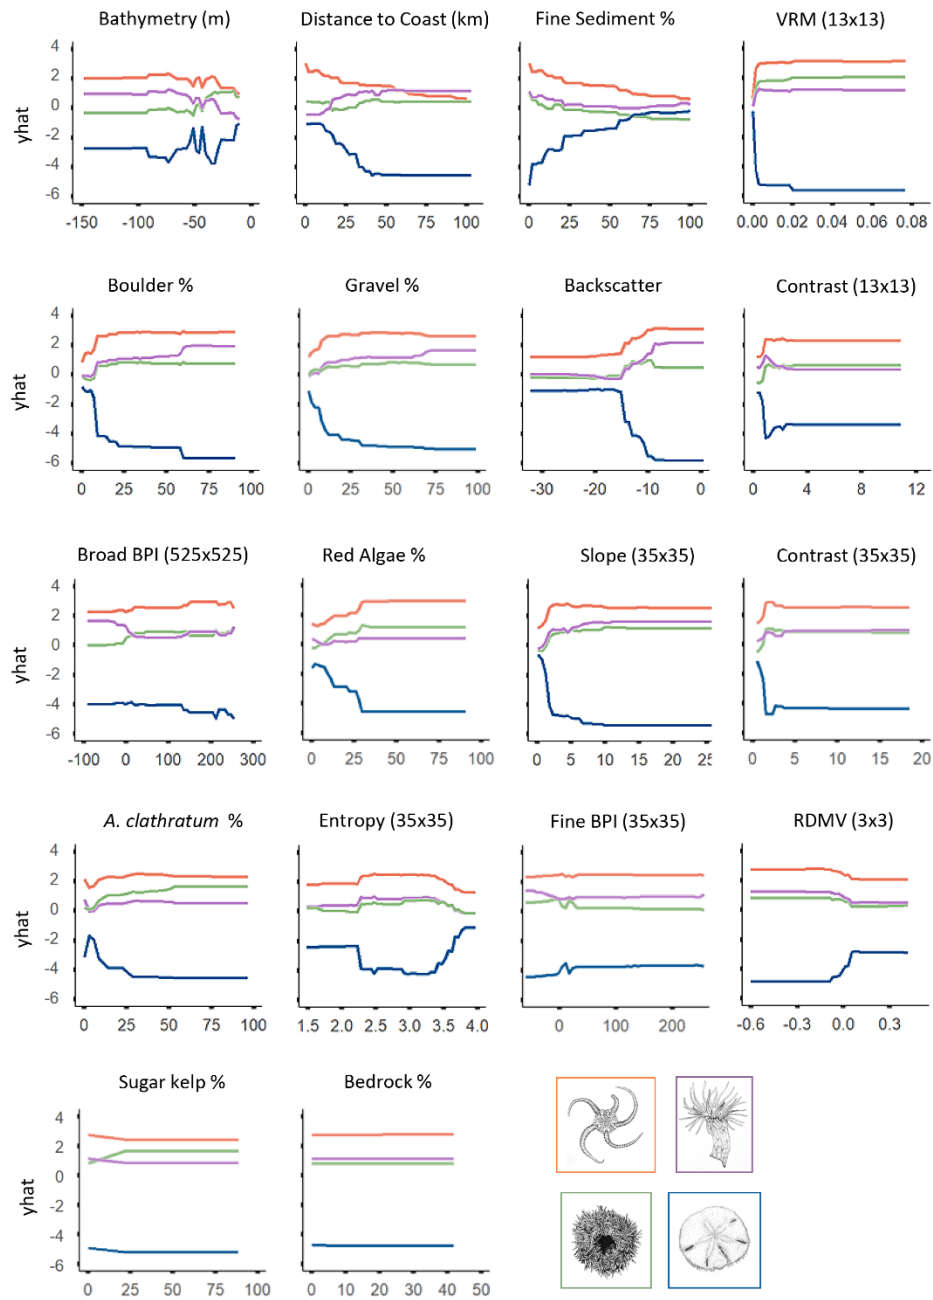 Bathymetry (m) Distance to Coast (km) Fine Sediment % VRM (13x13)
4
2
0
-2
-4
-6
yhat
-150 -100 -50 0 0 25 50 75 100 0 25 50 75 100 0.00 0.02 0.04 0.06 0.08
Boulder % Gravel % Backscatter Contrast (13x13)
4
2
0
-2
-4
-6
yhat
0 25 50 75 100 0 25 50 75 100 -30 -20 -10 0 0 4 8 12
Broad BPI (525x525) Red Algae % Slope (35x35) Contrast (35x35)
4
2
0
-2
-4
-6
yhat
-100 0 100 200 300 0 25 50 75 100 0 5 10 15 20 25 0 5 10 15 20
A. clathratum % Entropy (35x35) Fine BPI (35x35) RDMV (3x3)
4
2
0
-2
-4
-6
yhat
0 25 50 75 100 1.5 2.0 2.5 3.0 3.5 4.0 0 100 200 -0.6 -0.3 0.0 0.3
Sugar kelp % Bedrock %
4
2
0
-2
-4
-6
yhat
0 25 50 75 100 0 10 20 30 40 50